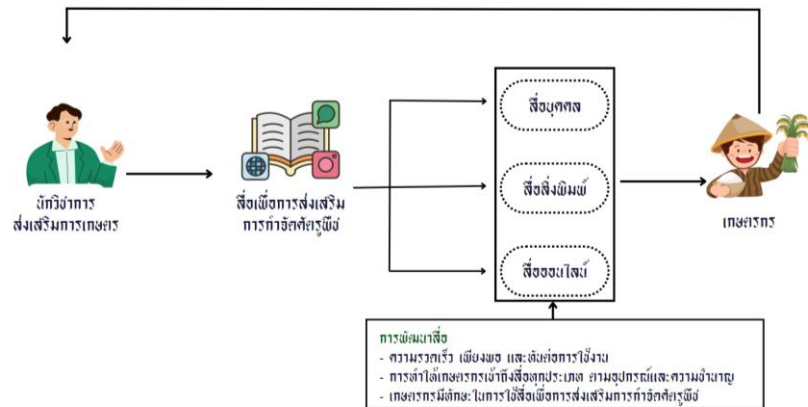 นักวิชาการ
ส่งเสริมการเกษตร
สื่อเพื่อการส่งเสริม
การกำจัดศัตรูพืช
สื่อบุคคล
สื่อสิ่งพิมพ์
สื่อออนไลน์
เกษตรกร
การพัฒนาสื่อ
- ความรวดเร็ว เพียงพอ และทันต่อการใช้งาน
- การทำให้เกษตรกรเข้าถึงสื่อทุกประเภท ตามอุปกรณ์และความชำนาญ
- เกษตรกรมีทักษะในการใช้สื่อเพื่อการส่งเสริมการกำจัดศัตรูพืช